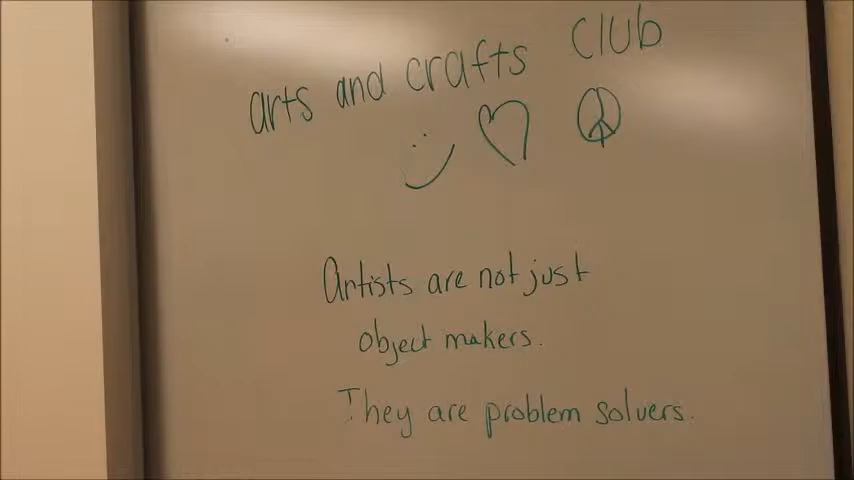 arts and crafts club
Artists are not just
object makers.
They are problem solvers.